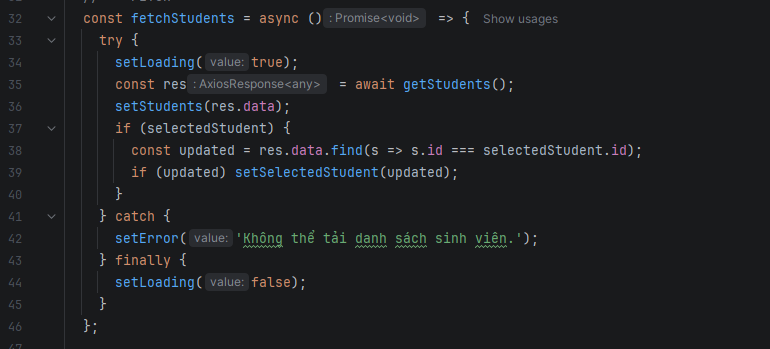 32 const fetchStudents = async () : Promise<void> => { Show usages
33 try {
34 setLoading( value: true);
35 const res : AxiosResponse<any> = await getStudents();
36 setStudents(res.data);
37 if (selectedStudent) {
38 const updated = res.data.find(s => s.id === selectedStudent.id);
39 if (updated) setSelectedStudent(updated);
40 }
41 } catch {
42 setError( value: 'Không thể tải danh sách sinh viên.');
43 } finally {
44 setLoading( value: false);
45 }
46 };
47